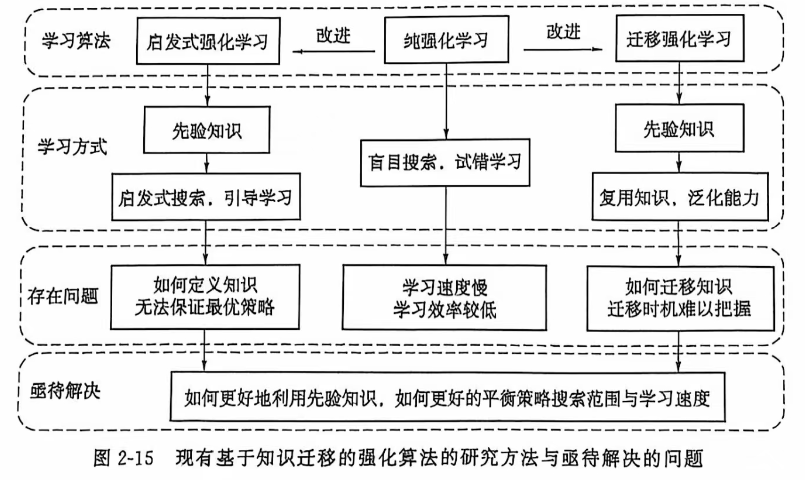 学习算法
启发式强化学习
改进
纯强化学习
改进
迁移强化学习
学习方式
先验知识
启发式搜索，引导学习
盲目搜索，试错学习
先验知识
复用知识，泛化能力
存在问题
如何定义知识
无法保证最优策略
学习速度慢
学习效率较低
如何迁移知识
迁移时机难以把握
亟待解决
如何更好地利用先验知识，如何更好的平衡策略搜索范围与学习速度
图 2-15 现有基于知识迁移的强化算法的研究方法与亟待解决的问题